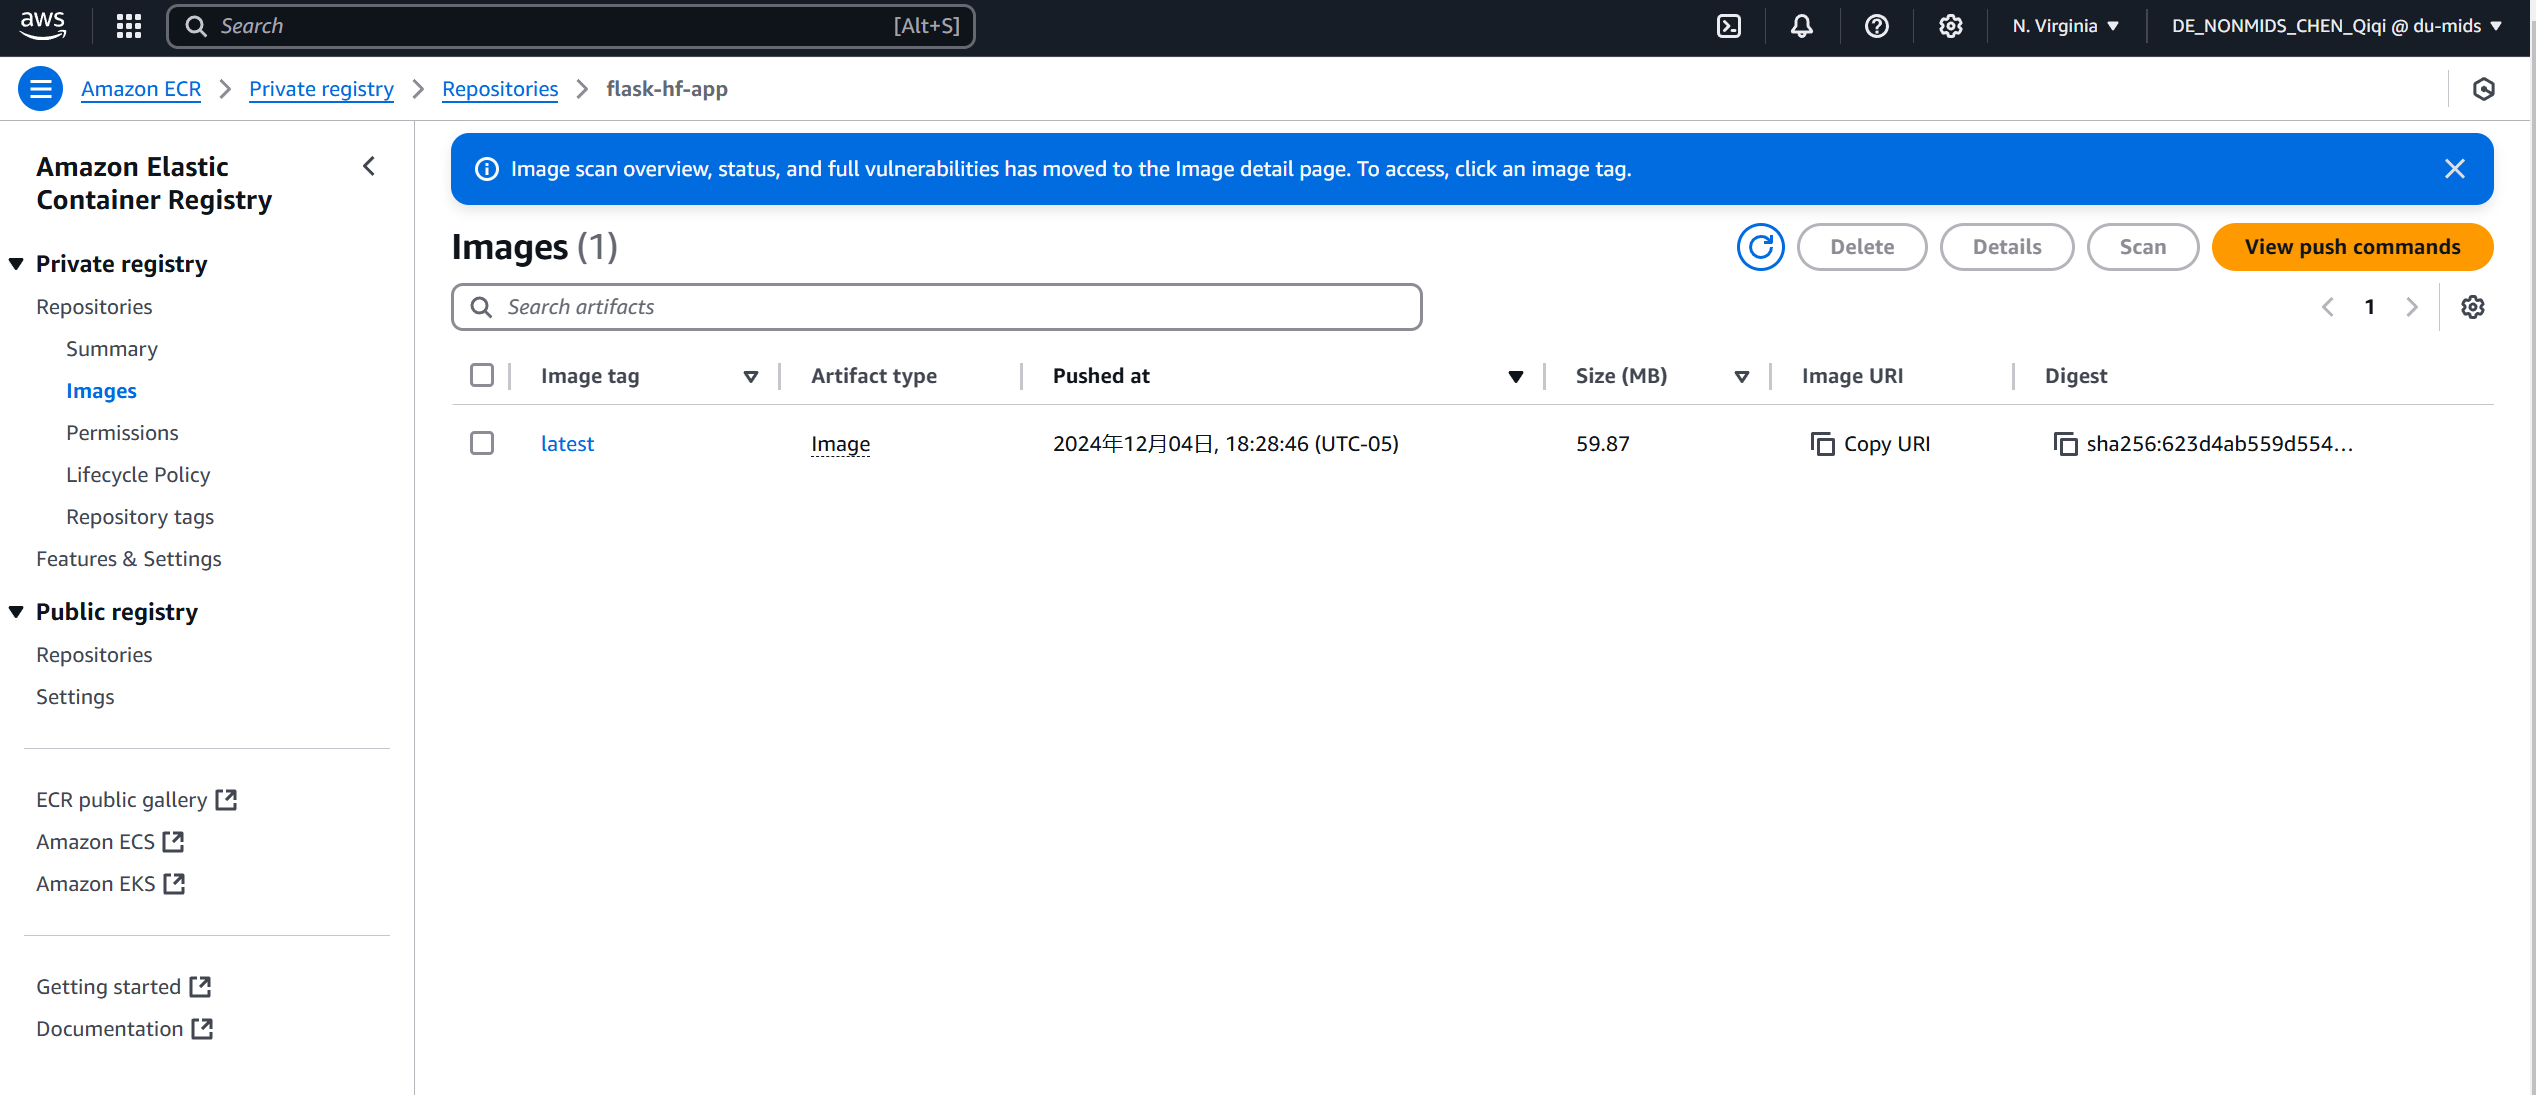 aws
Search [Alt+S]
N. Virginia
DE_NONMIDS_CHEN_Qiqi @ du-mids
Amazon ECR
Private registry
Repositories
flask-hf-app
Amazon Elastic
Container Registry
Private registry
Repositories
Summary
Images
Permissions
Lifecycle Policy
Repository tags
Features & Settings
Public registry
Repositories
Settings
ECR public gallery
Amazon ECS
Amazon EKS
Getting started
Documentation
Image scan overview, status, and full vulnerabilities has moved to the Image detail page. To access, click an image tag.
Images (1)
Delete
Details
Scan
View push commands
Search artifacts
1
Image tag
Artifact type
Pushed at
Size (MB)
Image URI
Digest
latest
Image
2024年12月04日, 18:28:46 (UTC-05)
59.87
Copy URI
sha256:623d4ab559d554...